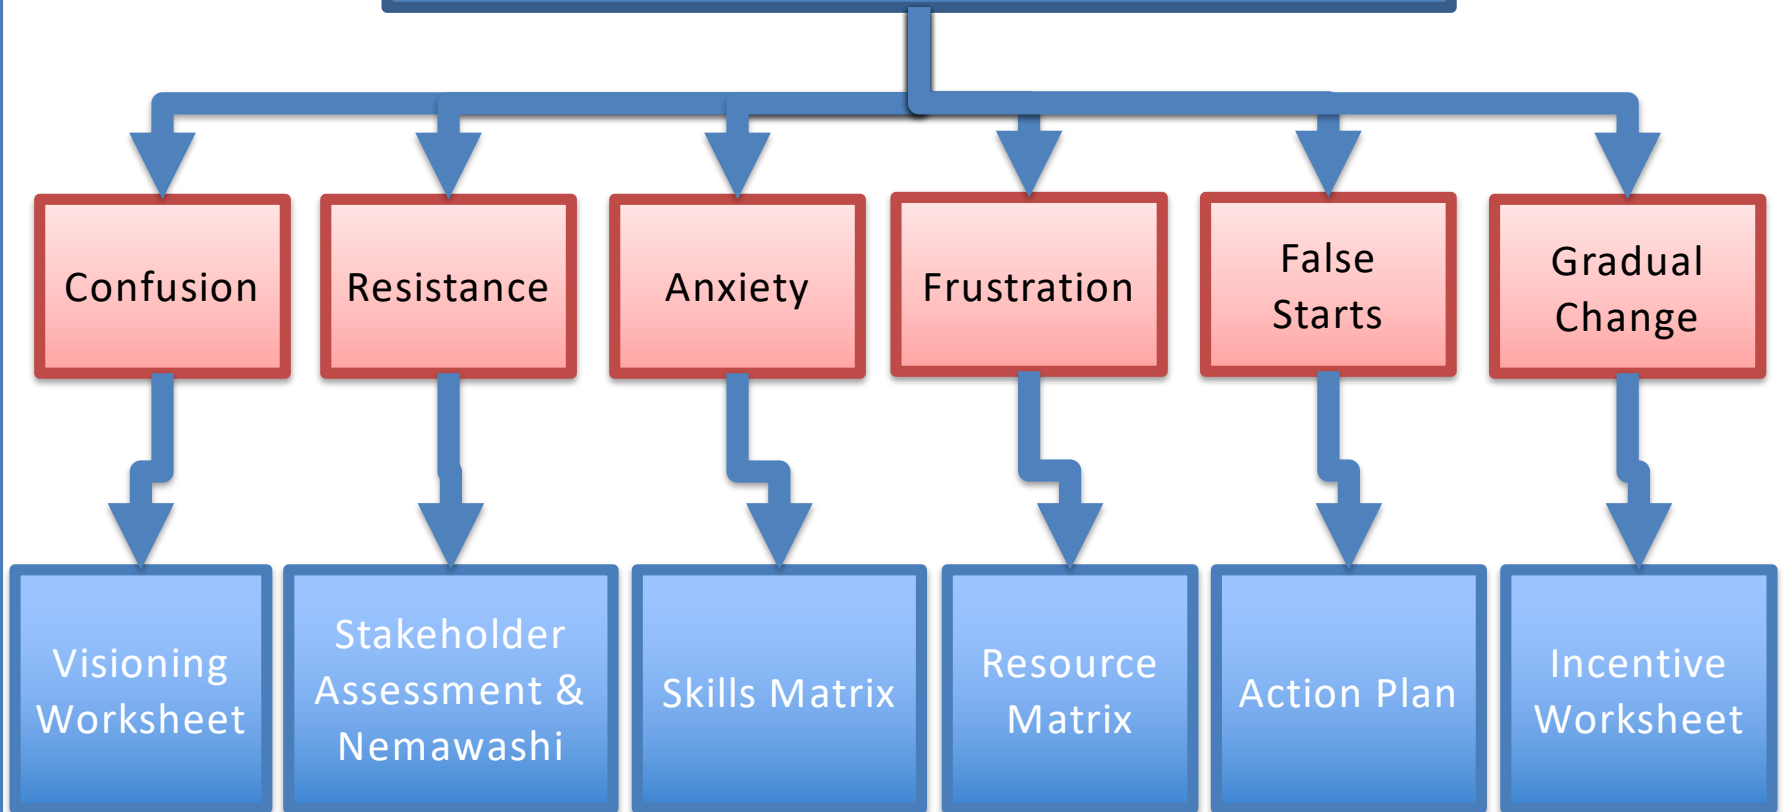 Confusion
Resistance
Anxiety
Frustration
False
Starts
Gradual
Change
Visioning
Worksheet
Stakeholder
Assessment &
Nemawashi
Skills Matrix
Resource
Matrix
Action Plan
Incentive
Worksheet